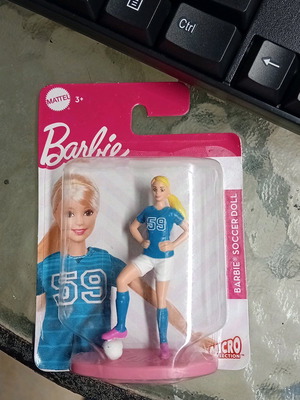 Ctrl
MATTEL
3+
Barbie
59
59
BARBIE® SOCCER DOLL
MICRO
COLLECTION